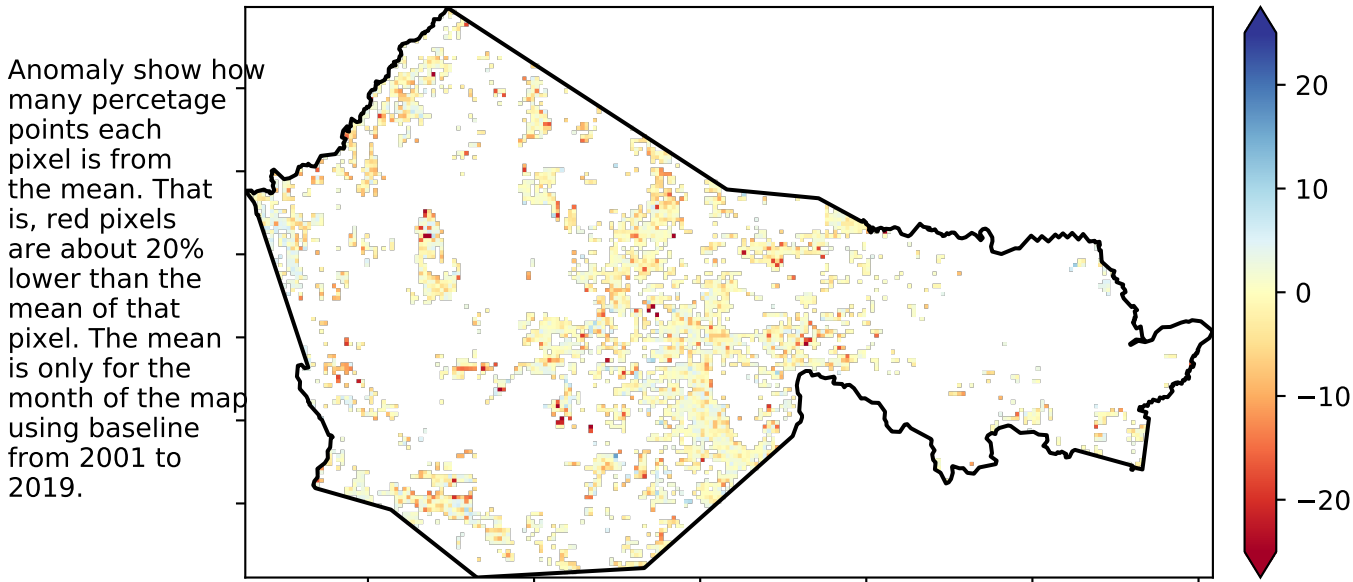 Anomaly show how
many percetage
points each
pixel is from
the mean. That
is, red pixels
are about 20%
lower than the
mean of that
pixel. The mean
is only for the
month of the map
using baseline
from 2001 to
2019.
20
10
0
−10
−20